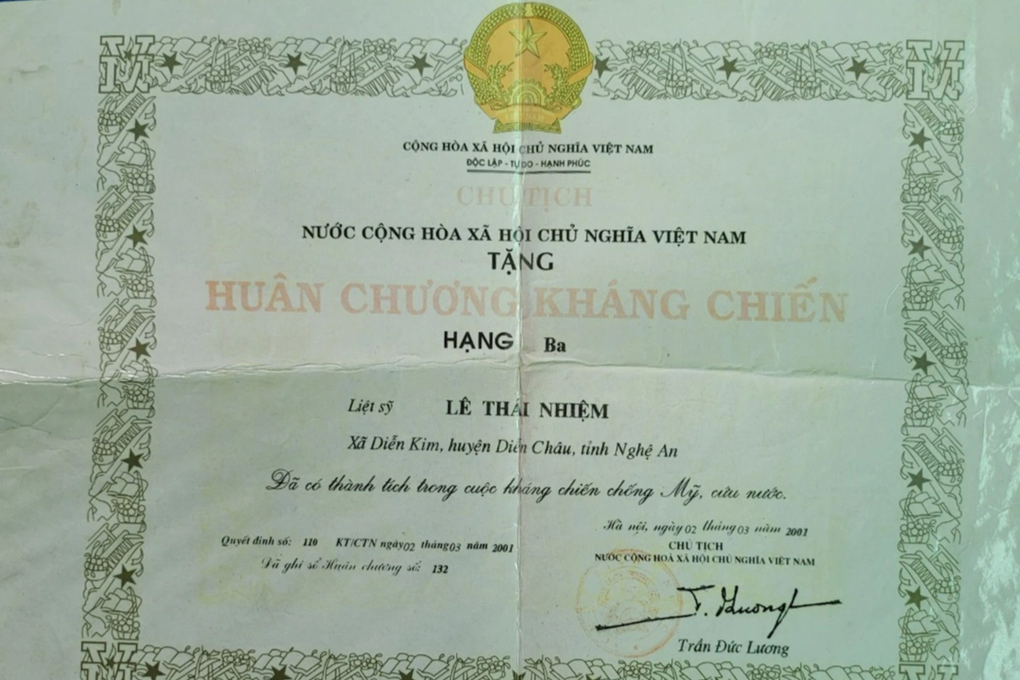 CỘNG HÒA XÃ HỘI CHỦ NGHĨA VIỆT NAM
ĐỘC LẬP - TỰ DO - HẠNH PHÚC
CHỦ TỊCH
NƯỚC CỘNG HÒA XÃ HỘI CHỦ NGHĨA VIỆT NAM
TẶNG
HUÂN CHƯƠNG KHÁNG CHIẾN
HẠNG Ba
Liệt sỹ LÊ THÁI NHIỆM
Xã Diễn Kim, huyện Diễn Châu, tỉnh Nghệ An
Đã có thành tích trong cuộc kháng chiến chống Mỹ, cứu nước.
Hà nội, ngày 02 tháng 03 năm 2001
Quyết định số: 110 KT/CTN ngày 02 tháng 03 năm 2001
CHỦ TỊCH
NƯỚC CỘNG HOÀ XÃ HỘI CHỦ NGHĨA VIỆT NAM
Đã ghi sổ Huân chương số: 132
Trần Đức Lương